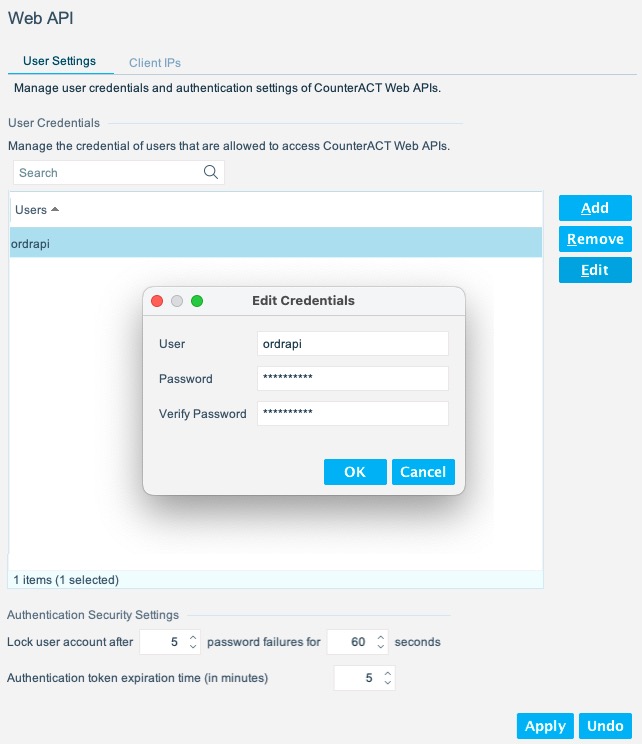 Web API
User Settings
Client IPs
Manage user credentials and authentication settings of CounterACT Web APIs.
User Credentials
Manage the credential of users that are allowed to access CounterACT Web APIs.
Search
Users
Add
ordrapi
Remove
Edit
Edit Credentials
User ordrapi
Password **********
Verify Password **********
OK Cancel
1 items (1 selected)
Authentication Security Settings
Lock user account after 5 password failures for 60 seconds
Authentication token expiration time (in minutes) 5
Apply Undo